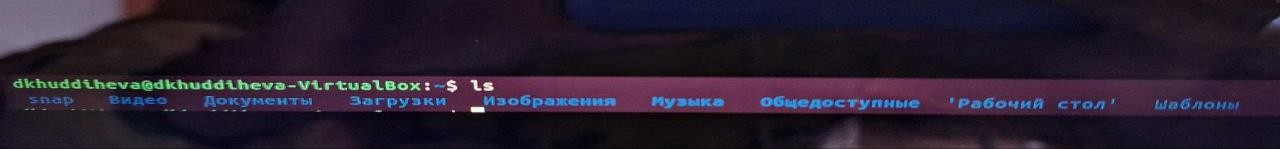 dkhuddiheva@dkhuddiheva-VirtualBox:~$ ls
snap Видео Документы Загрузки Изображения Музыка Общедоступные 'Рабочий стол' Шаблоны